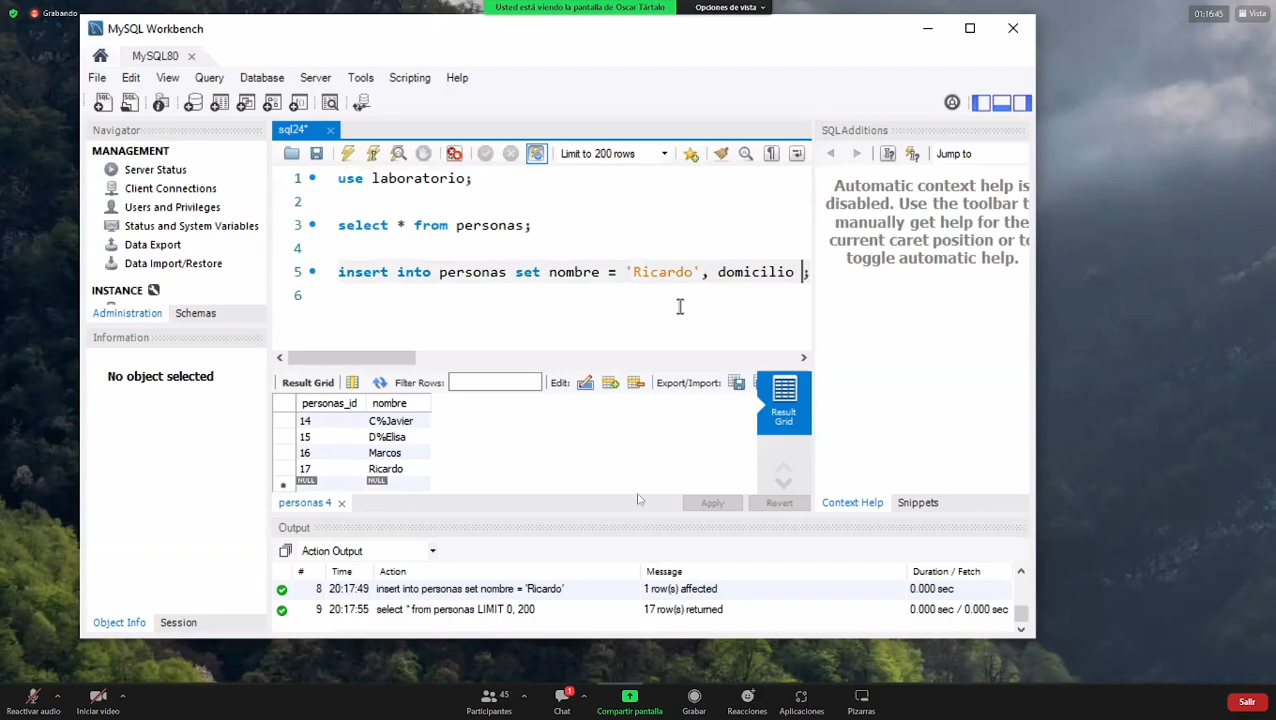 Grabando
Usted está viendo la pantalla de Oscar Tártalo
Opciones de vista
01:16:45
Vista
MySQL Workbench
MySQL80
File Edit View Query Database Server Tools Scripting Help
Navigator
MANAGEMENT
Server Status
Client Connections
Users and Privileges
Status and System Variables
Data Export
Data Import/Restore
INSTANCE
Administration Schemas
Information
No object selected
Object Info Session
sql24*
Limit to 200 rows
1 use laboratorio;
2
3 select * from personas;
4
5 insert into personas set nombre = 'Ricardo', domicilio ;
6
Result Grid Filter Rows: Edit: Export/Import:
personas_id nombre
14 C%Javier
15 D%Elisa
16 Marcos
17 Ricardo
NULL NULL
Result
Grid
personas 4
Apply Revert
SQLAdditions
Jump to
Automatic context help is
disabled. Use the toolbar t
manually get help for the
current caret position or to
toggle automatic help.
Context Help Snippets
Output
Action Output
# Time Action Message Duration / Fetch
8 20:17:49 insert into personas set nombre = 'Ricardo' 1 row(s) affected 0.000 sec
9 20:17:55 select * from personas LIMIT 0, 200 17 row(s) returned 0.000 sec / 0.000 sec
Reactivar audio
Iniciar video
45
Participantes
1
Chat
Compartir pantalla
Grabar
Reacciones
Aplicaciones
Pizarras
Salir